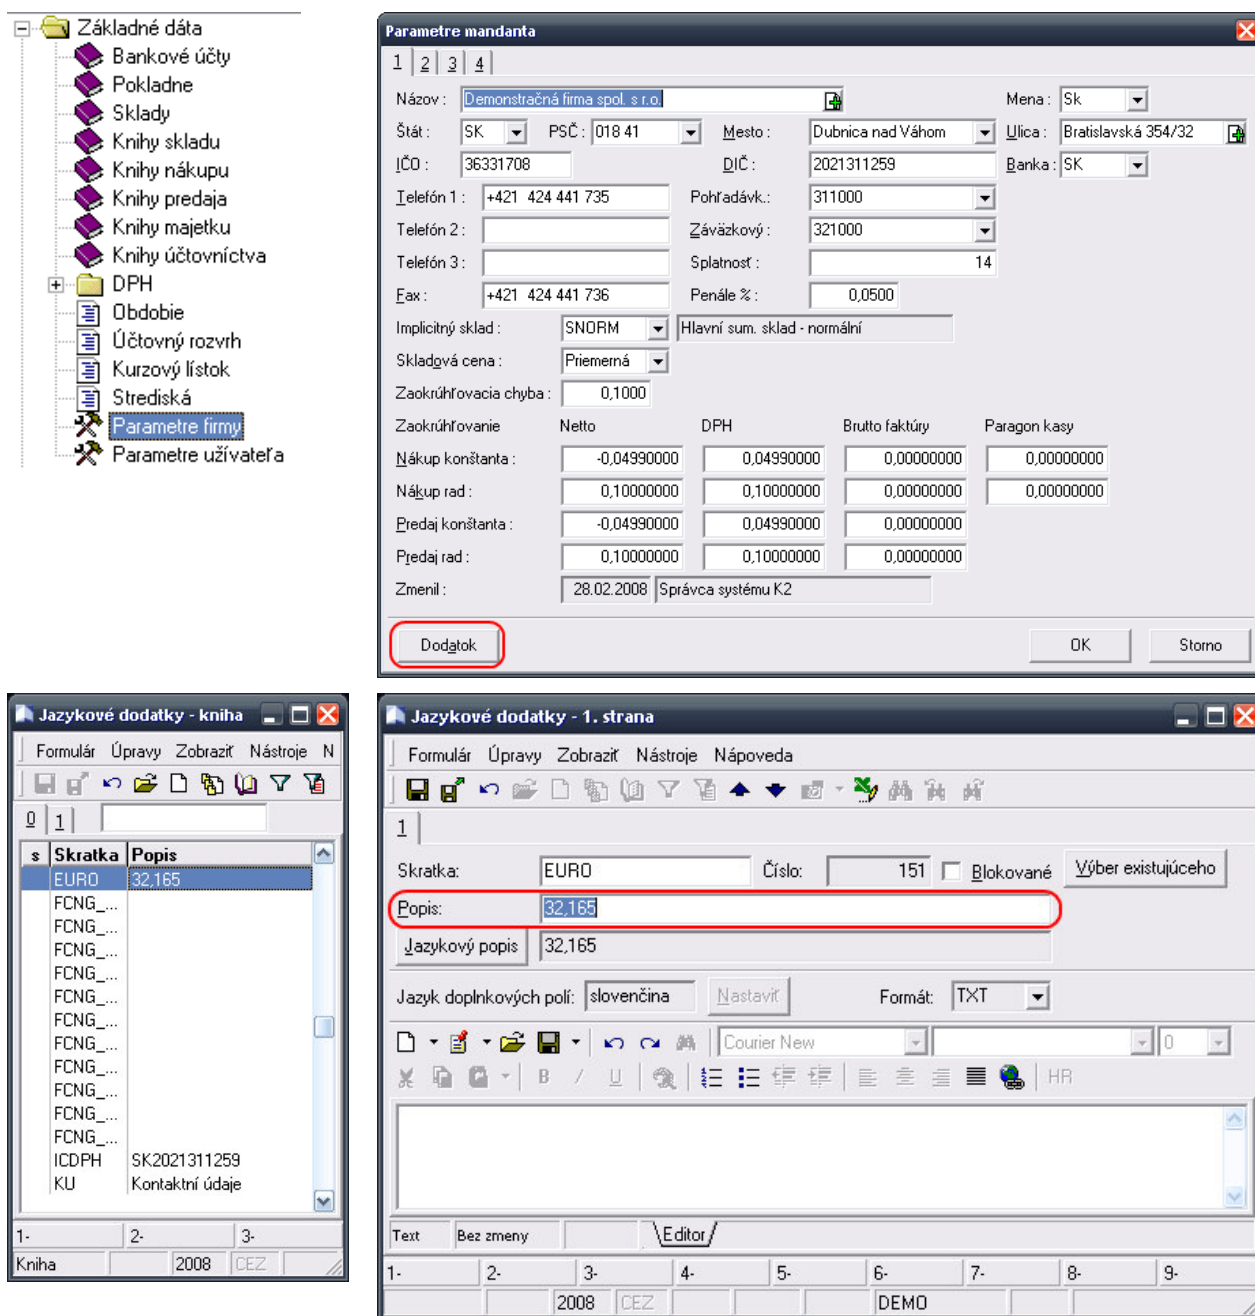 Základné dáta
Bankové účty
Pokladne
Sklady
Knihy skladu
Knihy nákupu
Knihy predaja
Knihy majetku
Knihy účtovníctva
DPH
Obdobie
Účtovný rozvrh
Kurzový lístok
Strediská
Parametre firmy
Parametre užívateľa
Parametre mandanta
1 2 3 4
Názov : Demonstračná firma spol. s r.o. Mena : Sk
Štát : SK PSČ : 018 41 Mesto : Dubnica nad Váhom Ulica : Bratislavská 354/32
IČO : 36331708 DIČ : 2021311259 Banka : SK
Telefón 1 : +421 424 441 735 Pohľadávk.: 311000
Telefón 2 : Záväzkový : 321000
Telefón 3 : Splatnosť : 14
Fax : +421 424 441 736 Penále % : 0,0500
Implicitný sklad : SNORM Hlavní sum. sklad - normální
Skladová cena : Priemerná
Zaokrúhľovacia chyba : 0,1000
Zaokrúhľovanie Netto DPH Brutto faktúry Paragon kasy
Nákup konštanta : -0,04990000 0,04990000 0,00000000 0,00000000
Nákup rad : 0,10000000 0,10000000 0,00000000 0,00000000
Predaj konštanta : -0,04990000 0,04990000 0,00000000
Predaj rad : 0,10000000 0,10000000 0,00000000
Zmenil : 28.02.2008 Správca systému K2
Dodatok OK Storno
Jazykové dodatky - kniha
Formulár Úpravy Zobraziť Nástroje N
0 1
s Skratka Popis
EURO 32,165
FCNG_...
FCNG_...
FCNG_...
FCNG_...
FCNG_...
FCNG_...
FCNG_...
FCNG_...
FCNG_...
FCNG_...
FCNG_...
ICDPH SK2021311259
KU Kontaktní údaje
1- 2- 3-
Kniha 2008 CEZ
Jazykové dodatky - 1. strana
Formulár Úpravy Zobraziť Nástroje Nápoveda
1
Skratka: EURO Číslo: 151 Blokované Výber existujúceho
Popis: 32,165
Jazykový popis 32,165
Jazyk doplnkových polí: slovenčina Nastaviť Formát: TXT
Courier New 0
B / U HR
Text Bez zmeny Editor
1- 2- 3- 4- 5- 6- 7- 8- 9-
2008 CEZ DEMO